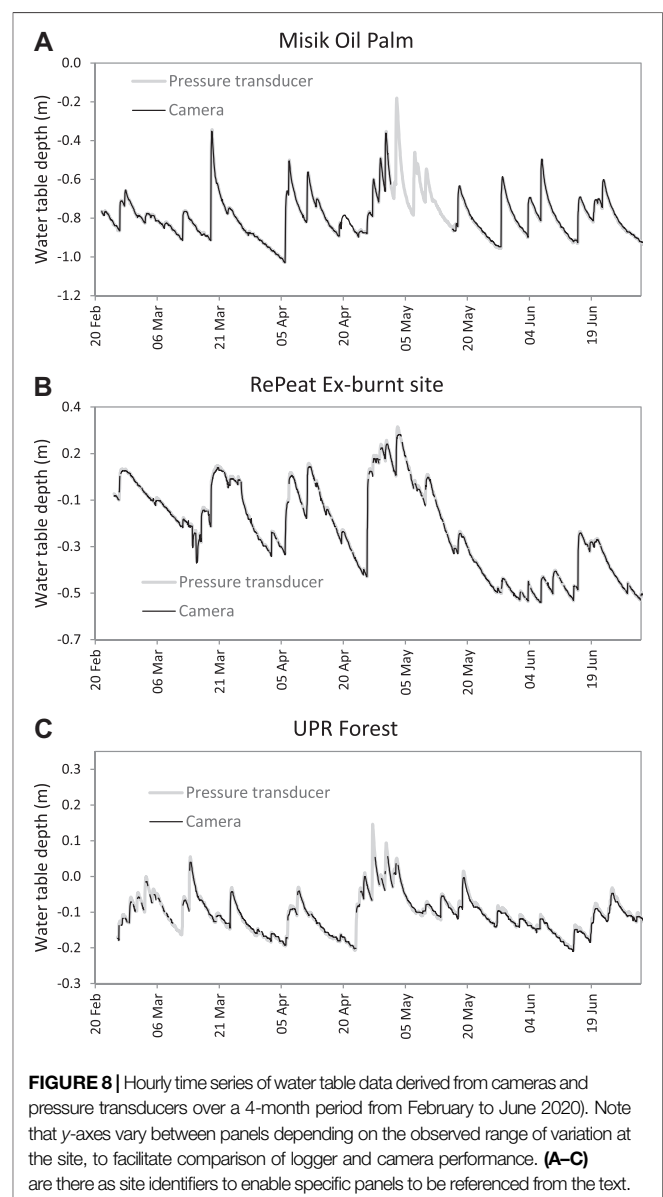 A
Misik Oil Palm
Water table depth (m)
0.0
-0.2
-0.4
-0.6
-0.8
-1.0
-1.2
Pressure transducer
Camera
20 Feb
06 Mar
21 Mar
05 Apr
20 Apr
05 May
20 May
04 Jun
19 Jun
B
RePeat Ex-burnt site
Water table depth (m)
0.4
0.2
-0.1
-0.3
-0.5
-0.7
Pressure transducer
Camera
20 Feb
06 Mar
21 Mar
05 Apr
20 Apr
05 May
20 May
04 Jun
19 Jun
C
UPR Forest
Water table depth (m)
0.3
0.2
0.1
0.0
-0.1
-0.2
-0.3
Pressure transducer
Camera
20 Feb
06 Mar
21 Mar
05 Apr
20 Apr
05 May
20 May
04 Jun
19 Jun
FIGURE 8 | Hourly time series of water table data derived from cameras and
pressure transducers over a 4-month period from February to June 2020). Note
that y-axes vary between panels depending on the observed range of variation at
the site, to facilitate comparison of logger and camera performance. (A–C)
are there as site identifiers to enable specific panels to be referenced from the text.